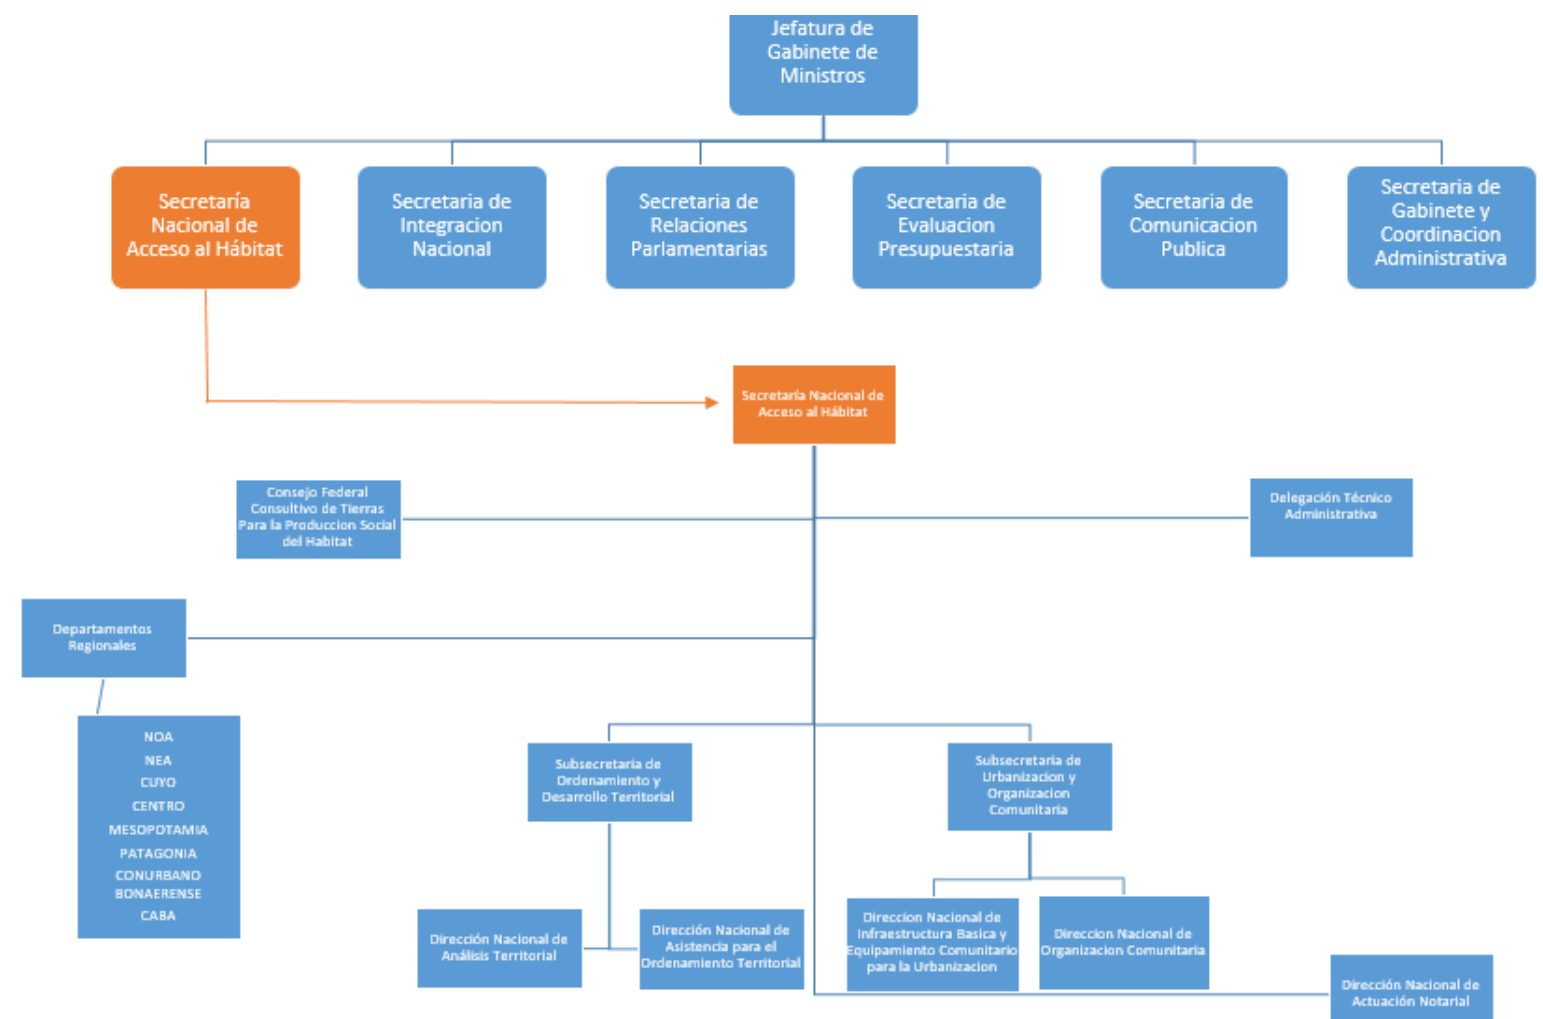 Jefatura de
Gabinete de
Ministros
Secretaría
Nacional de
Acceso al Hábitat
Secretaria de
Integracion
Nacional
Secretaria de
Relaciones
Parlamentarias
Secretaria de
Evaluacion
Presupuestaria
Secretaria de
Comunicacion
Publica
Secretaria de
Gabinete y
Coordinacion
Administrativa
Secretaría Nacional de
Acceso al Hábitat
Consejo Federal
Consultivo de Tierras
Para la Produccion Social
del Habitat
Delegación Técnico
Administrativa
Departamentos
Regionales
NOA
NEA
CUYO
CENTRO
MESOPOTAMIA
PATAGONIA
CONURBANO
BONAERENSE
CABA
Subsecretaria de
Ordenamiento y
Desarrollo Territorial
Subsecretaria de
Urbanizacion y
Organizacion
Comunitaria
Dirección Nacional de
Análisis Territorial
Dirección Nacional de
Asistencia para el
Ordenamiento Territorial
Direccion Nacional de
Infraestructura Basica y
Equipamiento Comunitario
para la Urbanizacion
Direccion Nacional de
Organizacion Comunitaria
Dirección Nacional de
Actuación Notarial